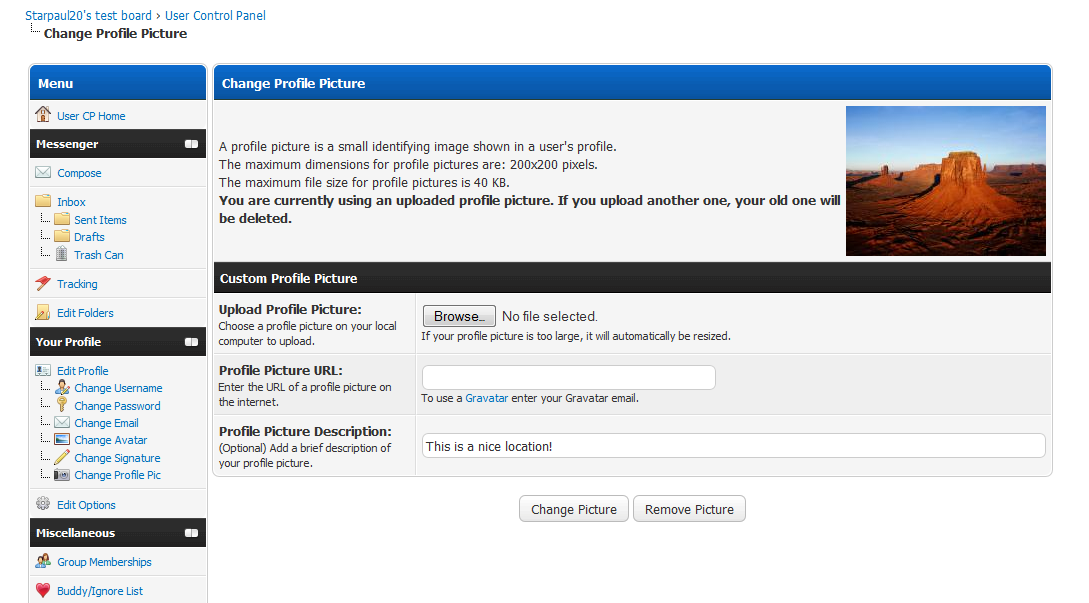 Starpaul20's test board › User Control Panel
Change Profile Picture
Menu
User CP Home
Messenger
Compose
Inbox
Sent Items
Drafts
Trash Can
Tracking
Edit Folders
Your Profile
Edit Profile
Change Username
Change Password
Change Email
Change Avatar
Change Signature
Change Profile Pic
Edit Options
Miscellaneous
Group Memberships
Buddy/Ignore List
Change Profile Picture
A profile picture is a small identifying image shown in a user's profile.
The maximum dimensions for profile pictures are: 200x200 pixels.
The maximum file size for profile pictures is 40 KB.
You are currently using an uploaded profile picture. If you upload another one, your old one will
be deleted.
Custom Profile Picture
Upload Profile Picture:
Choose a profile picture on your local
computer to upload.
Browse_ No file selected.
If your profile picture is too large, it will automatically be resized.
Profile Picture URL:
Enter the URL of a profile picture on
the internet.
To use a Gravatar enter your Gravatar email.
Profile Picture Description:
(Optional) Add a brief description of
your profile picture.
This is a nice location!
Change Picture Remove Picture